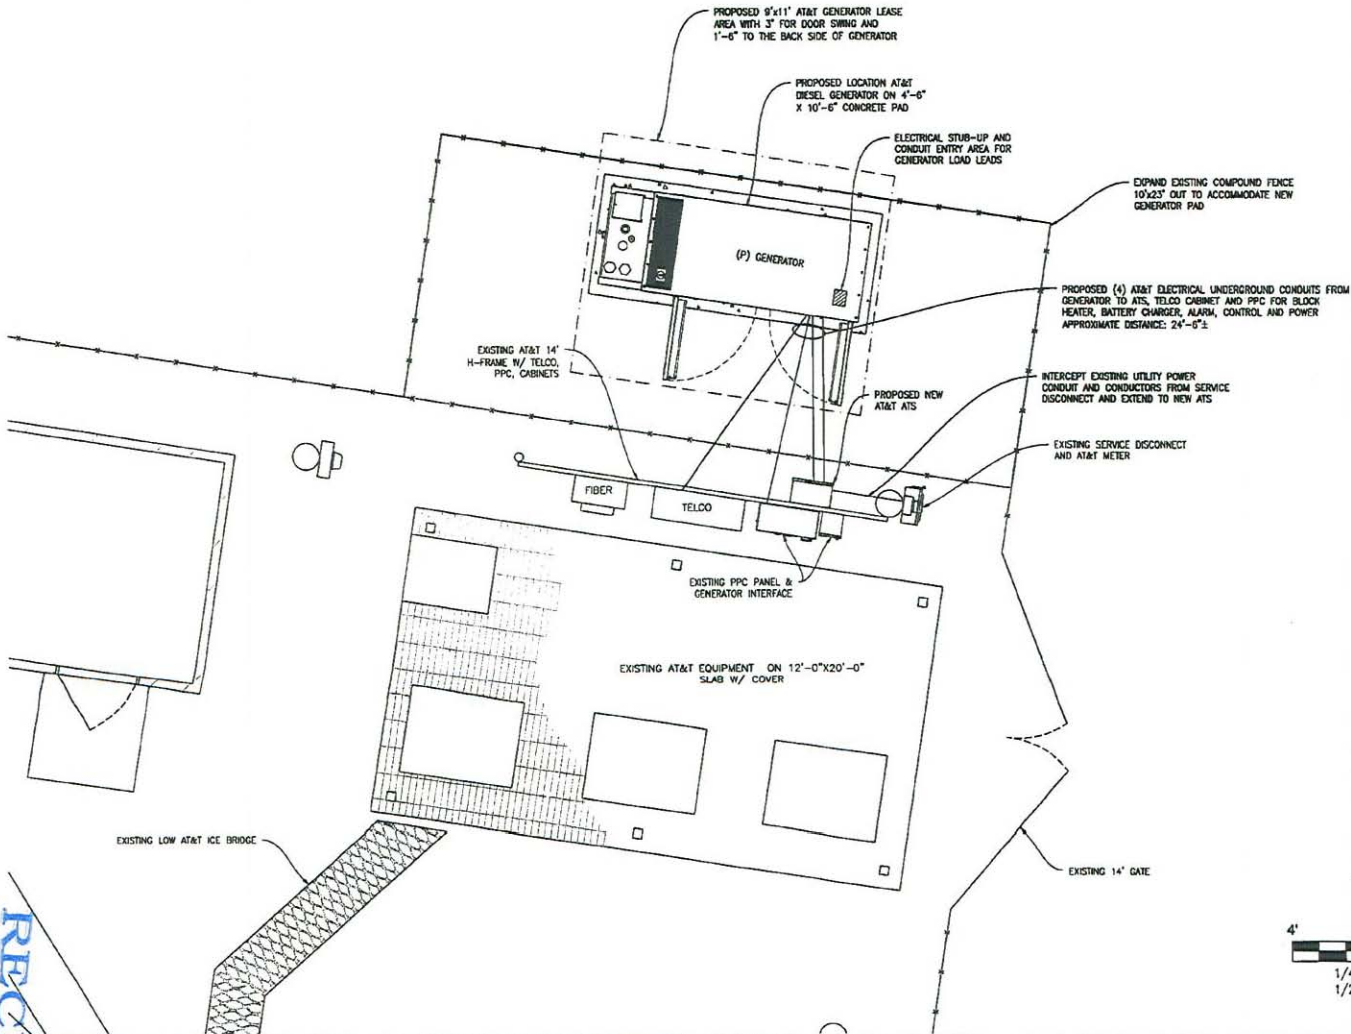 PROPOSED 9'x11' AT&T GENERATOR LEASE
AREA WITH 3" FOR DOOR SWING AND
1'-6" TO THE BACK SIDE OF GENERATOR
PROPOSED LOCATION AT&T
DIESEL GENERATOR ON 4'-6"
X 10'-6" CONCRETE PAD
ELECTRICAL STUB-UP AND
CONDUIT ENTRY AREA FOR
GENERATOR LOAD LEADS
EXPAND EXISTING COMPOUND FENCE
10'x23' OUT TO ACCOMMODATE NEW
GENERATOR PAD
(P) GENERATOR
PROPOSED (4) AT&T ELECTRICAL UNDERGROUND CONDUITS FROM
GENERATOR TO ATS, TELCO CABINET AND PPC FOR BLOCK
HEATER, BATTERY CHARGER, ALARM, CONTROL AND POWER
APPROXIMATE DISTANCE: 24'-6"±
EXISTING AT&T 14'
H-FRAME W/ TELCO,
PPC, CABINETS
INTERCEPT EXISTING UTILITY POWER
CONDUIT AND CONDUCTORS FROM SERVICE
DISCONNECT AND EXTEND TO NEW ATS
PROPOSED NEW
AT&T ATS
EXISTING SERVICE DISCONNECT
AND AT&T METER
FIBER
TELCO
EXISTING PPC PANEL &
GENERATOR INTERFACE
EXISTING AT&T EQUIPMENT ON 12'-0"X20'-0"
SLAB W/ COVER
EXISTING LOW AT&T ICE BRIDGE
EXISTING 14' GATE
4'
REC